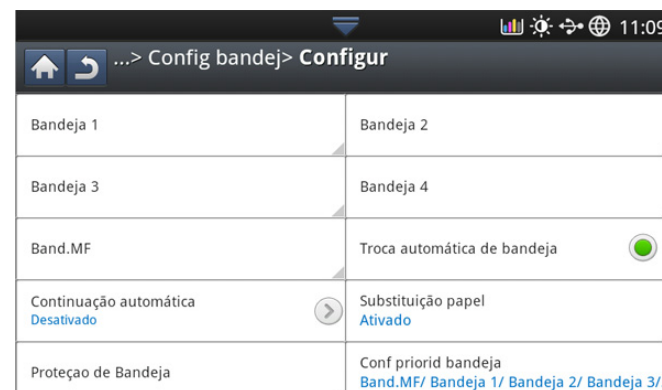 11:09
...> Config bandej> Configur
Bandeja 1
Bandeja 2
Bandeja 3
Bandeja 4
Band.MF
Troca automática de bandeja
Continuação automática
Desativado
Substituição papel
Ativado
Proteçao de Bandeja
Conf priorid bandeja
Band.MF/ Bandeja 1/ Bandeja 2/ Bandeja 3/